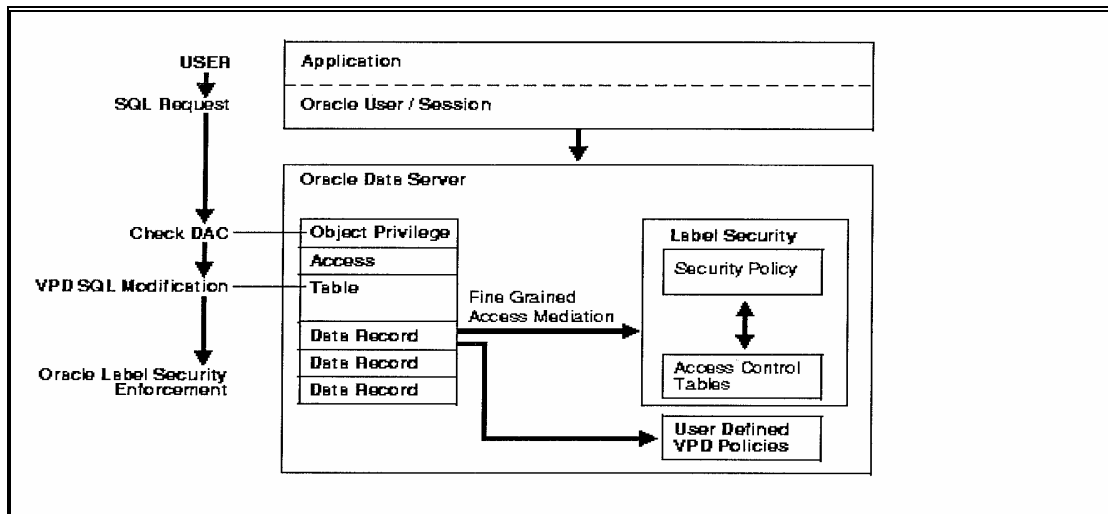 USER
SQL Request
Check DAC
VPD SQL Modification
Oracle Label Security
Enforcement
Application
Oracle User / Session
Oracle Data Server
Object Privilege
Access
Table
Data Record
Data Record
Data Record
Fine Grained
Access Mediation
Label Security
Security Policy
Access Control
Tables
User Defined
VPD Policies